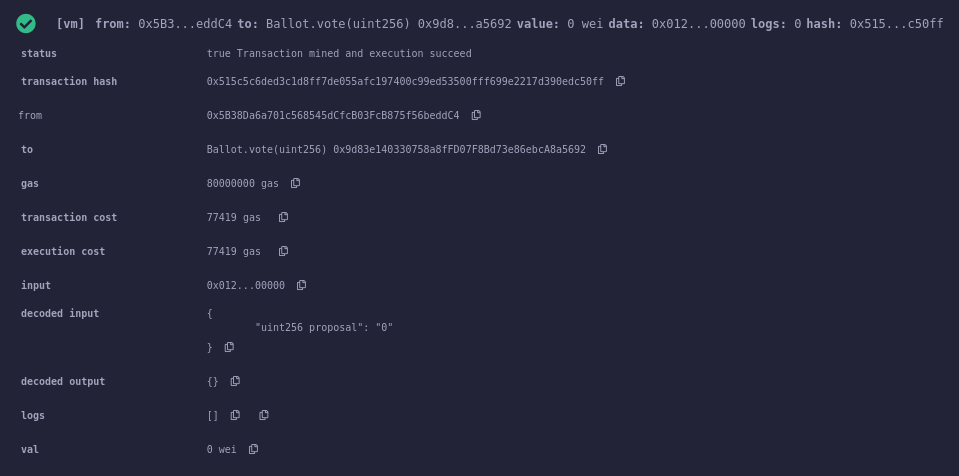 [vm] from: 0x5B3...eddC4 to: Ballot.vote(uint256) 0x9d8...a5692 value: 0 wei data: 0x012...00000 logs: 0 hash: 0x515...c50ff
status true Transaction mined and execution succeed
transaction hash 0x515c5c6ded3c1d8ff7de055afc197400c99ed53500fff699e2217d390edc50ff
from 0x5B38Da6a701c568545dCfcB03FcB875f56beddC4
to Ballot.vote(uint256) 0x9d83e140330758a8fFD07F8Bd73e86ebcA8a5692
gas 80000000 gas
transaction cost 77419 gas
execution cost 77419 gas
input 0x012...00000
decoded input {
"uint256 proposal": "0"
}
decoded output {}
logs []
val 0 wei